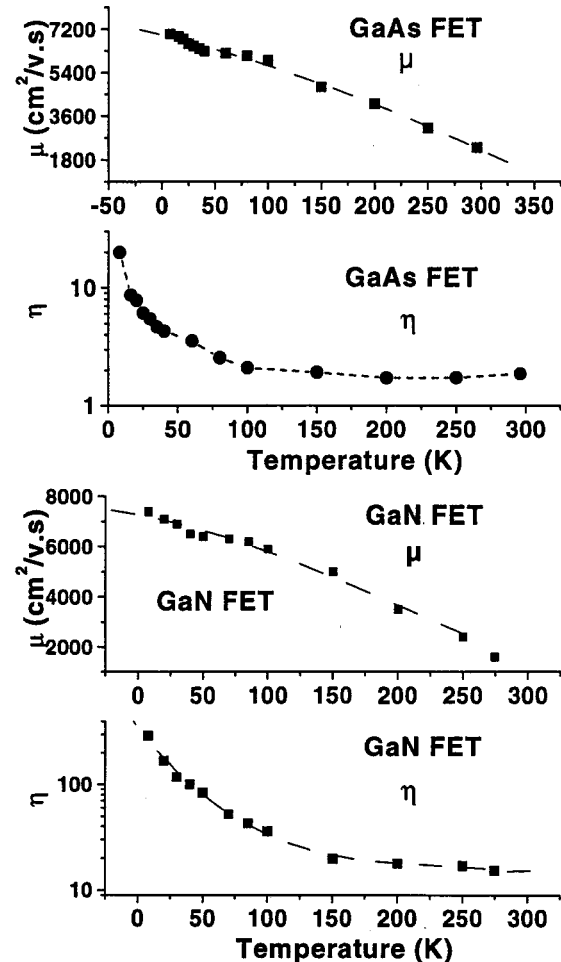 7200
5400
3600
1800
μ (cm²/v.s)
GaAs FET
μ
-50 0 50 100 150 200 250 300 350
10
1
η
GaAs FET
η
0 50 100 150 200 250 300
Temperature (K)
8000
6000
4000
2000
μ (cm²/v.s)
GaN FET
μ
GaN FET
0 50 100 150 200 250 300
100
10
η
GaN FET
η
0 50 100 150 200 250 300
Temperature (K)